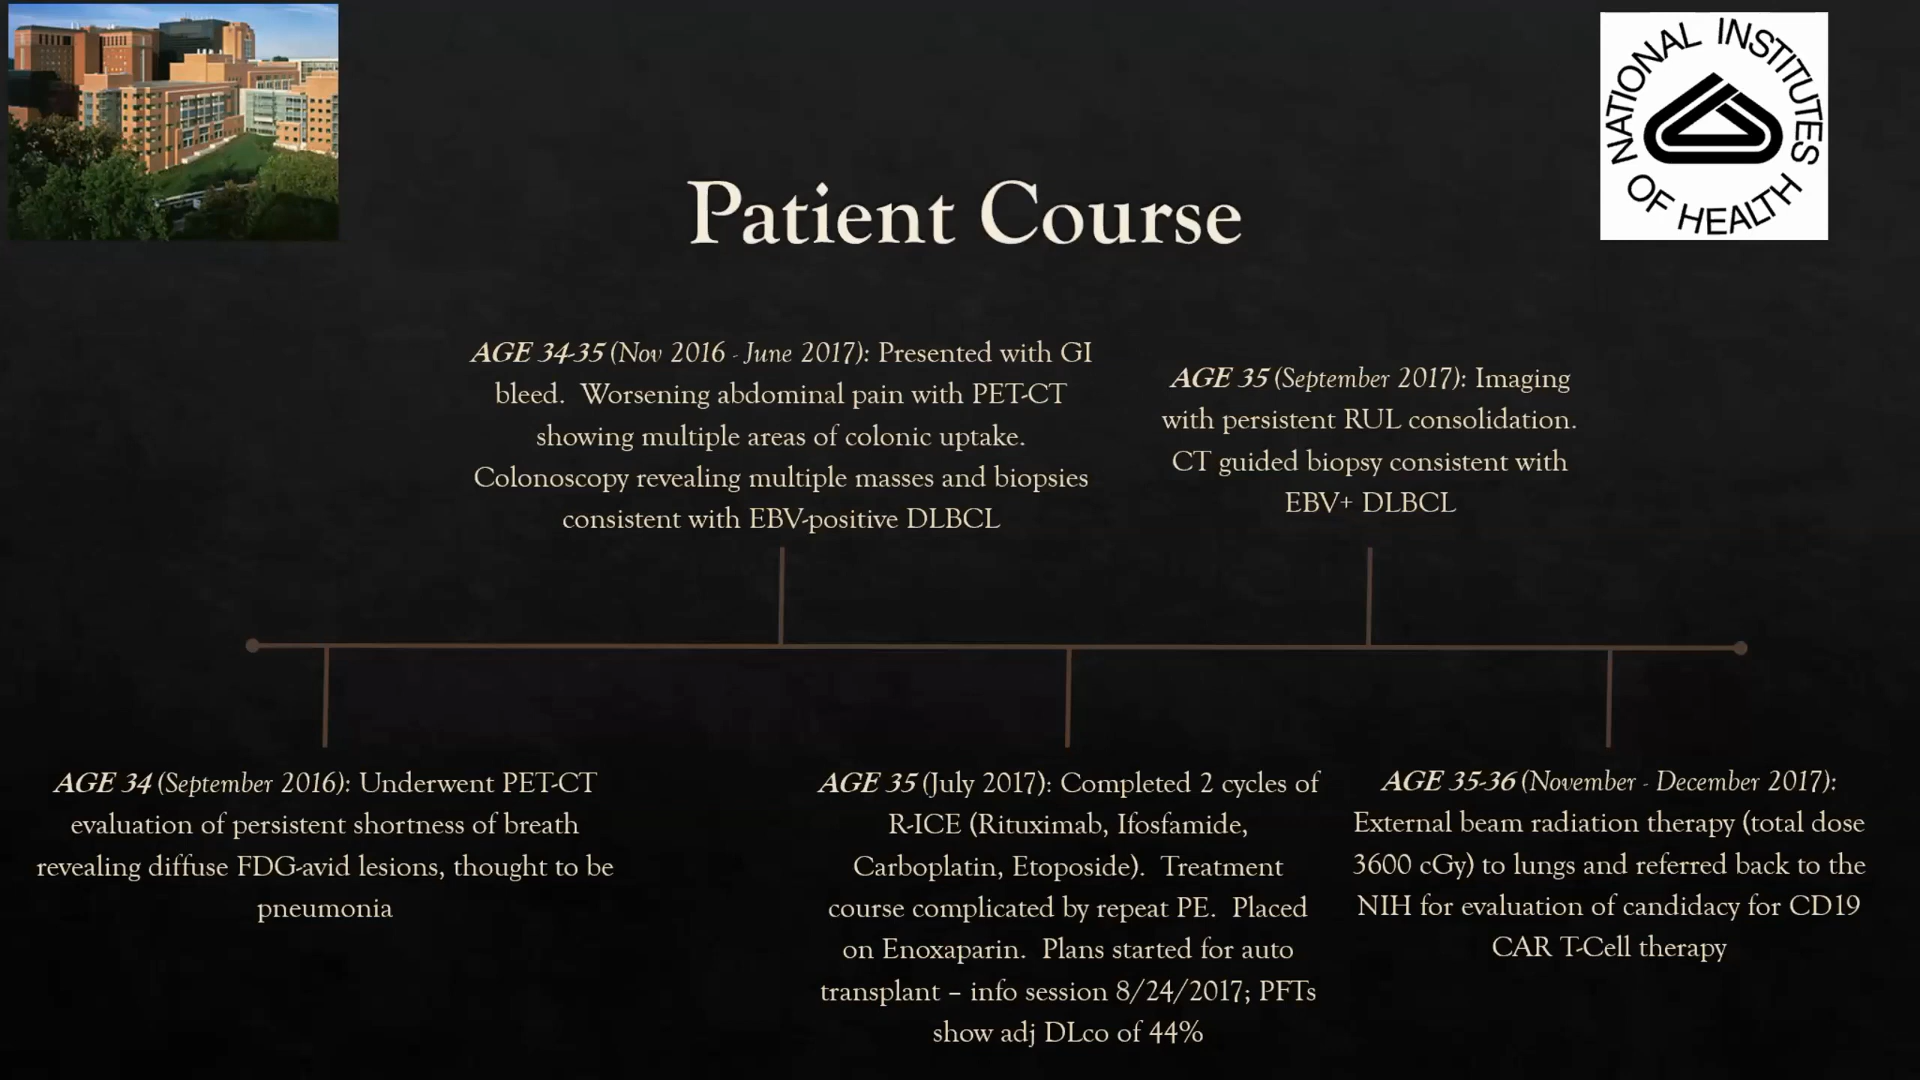 NATIONAL INSTITUTES OF HEALTH
Patient Course
AGE 34-35 (Nov 2016 - June 2017): Presented with GI
bleed. Worsening abdominal pain with PET-CT
showing multiple areas of colonic uptake.
Colonoscopy revealing multiple masses and biopsies
consistent with EBV-positive DLBCL
AGE 35 (September 2017): Imaging
with persistent RUL consolidation.
CT guided biopsy consistent with
EBV+ DLBCL
AGE 34 (September 2016): Underwent PET-CT
evaluation of persistent shortness of breath
revealing diffuse FDG-avid lesions, thought to be
pneumonia
AGE 35 (July 2017): Completed 2 cycles of
R-ICE (Rituximab, Ifosfamide,
Carboplatin, Etoposide). Treatment
course complicated by repeat PE. Placed
on Enoxaparin. Plans started for auto
transplant – info session 8/24/2017; PFTs
show adj DLco of 44%
AGE 35-36 (November - December 2017):
External beam radiation therapy (total dose
3600 cGy) to lungs and referred back to the
NIH for evaluation of candidacy for CD19
CAR T-Cell therapy